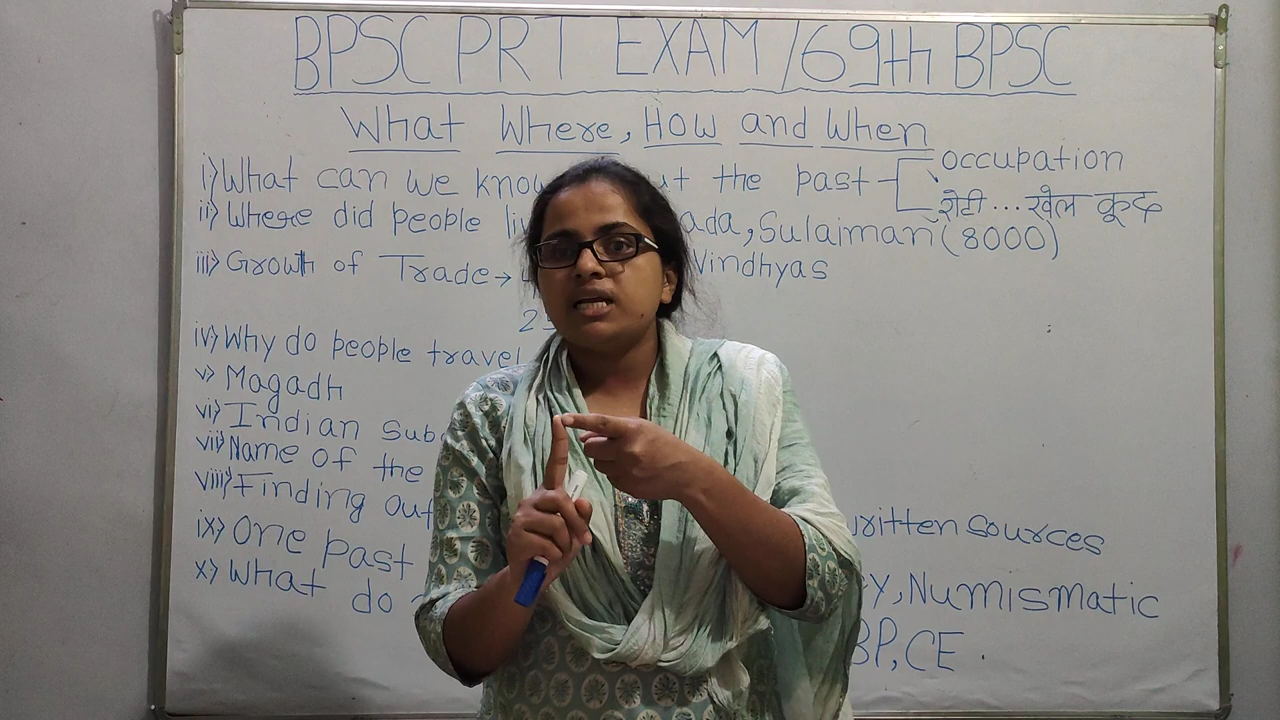 BPSC PRT EXAM /69th BPSC
What Where, How and When
i) What can we know ut the past occupation
रोटी...खेल कूद
ii) Where did people li ada, Sulaiman (8000)
iii) Growth of Trade → Vindhyas
2
iv) Why do people travel
v) Magadh
vi) Indian Sub
vii) Name of the
viii) Finding out written sources
ix) One past
x) What do y, Numismatic
BP, CE